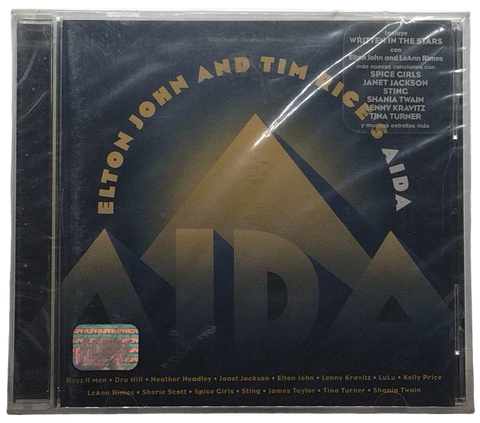 Walt Disney Theatrical Productions
ELTON JOHN AND TIM RICE'S AIDA
Incluye
WRITTEN IN THE STARS
con
Elton John and LeAnn Rimes
más nuevas canciones con
SPICE GIRLS
JANET JACKSON
STING
SHANIA TWAIN
LENNY KRAVITZ
TINA TURNER
y muchas estrellas más
AIDA
Boyz II Men • Dru Hill • Heather Headley • Janet Jackson • Elton John • Lenny Kravitz • LuLu • Kelly Price
LeAnn Rimes • Sherie Scott • Spice Girls • Sting • James Taylor • Tina Turner • Shania Twain